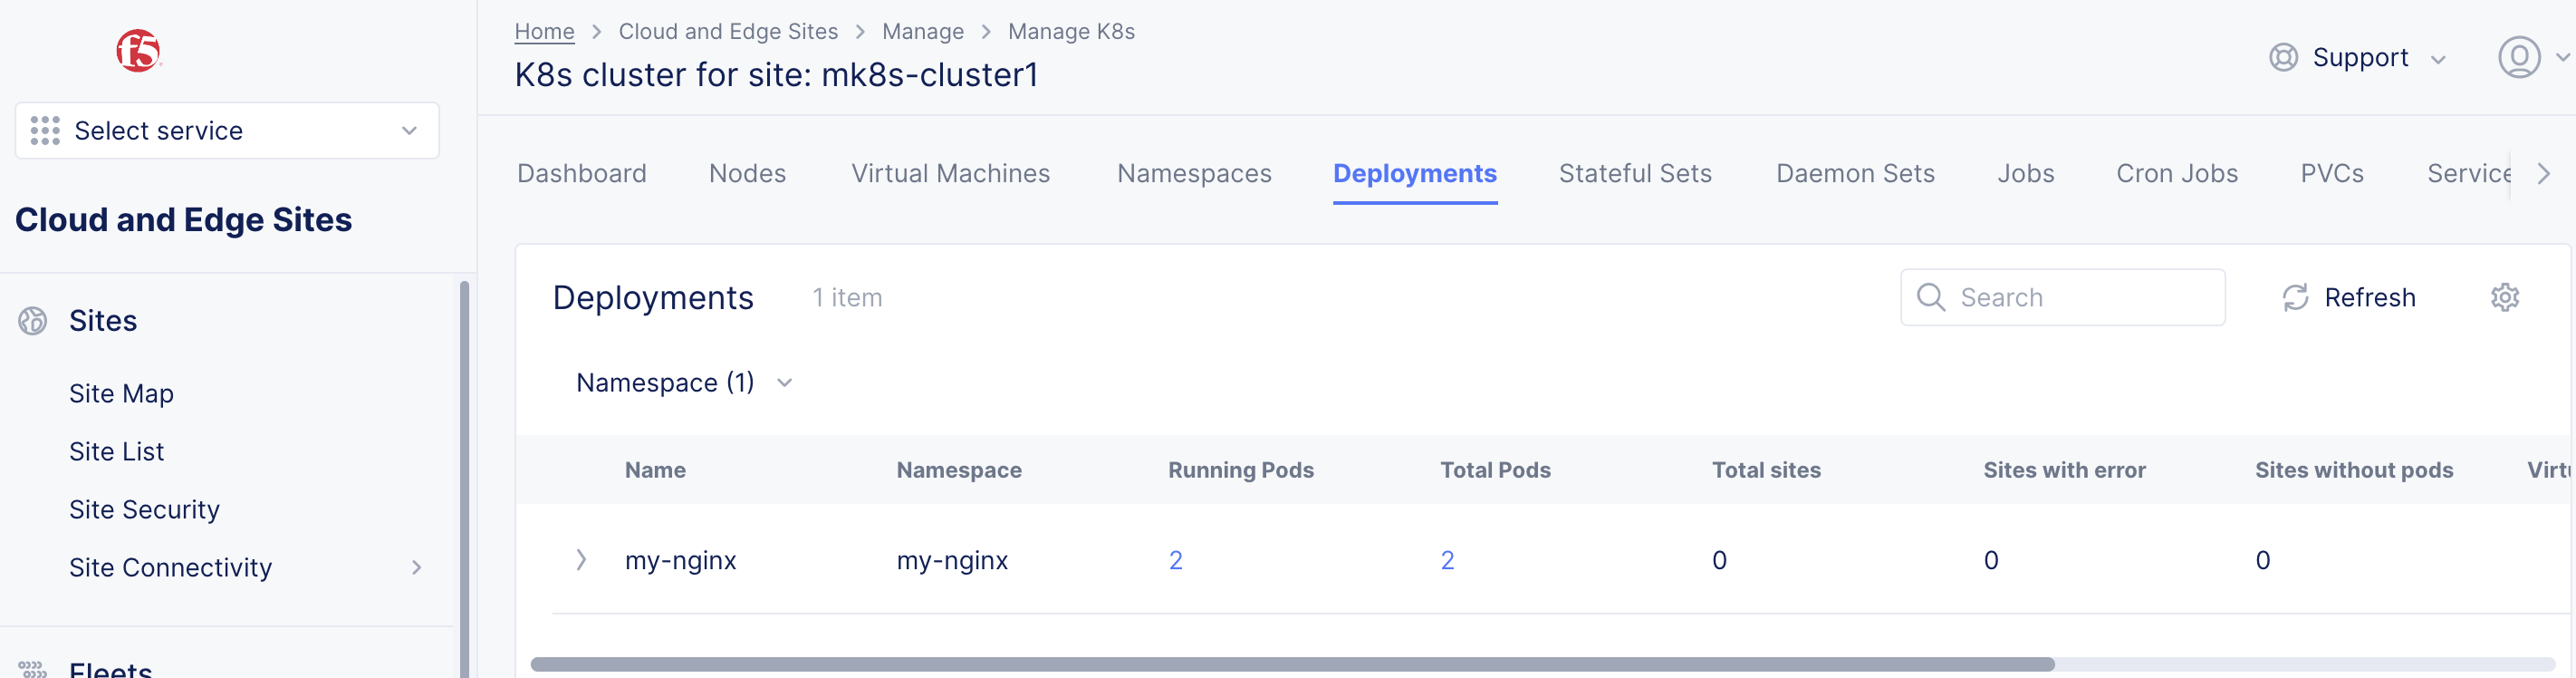 f5
Select service
Cloud and Edge Sites
Sites
Site Map
Site List
Site Security
Site Connectivity
Fleets
Home > Cloud and Edge Sites > Manage > Manage K8s
K8s cluster for site: mk8s-cluster1
Support
Dashboard Nodes Virtual Machines Namespaces Deployments Stateful Sets Daemon Sets Jobs Cron Jobs PVCs Service
Deployments 1 item Search Refresh
Namespace (1)
Name Namespace Running Pods Total Pods Total sites Sites with error Sites without pods
my-nginx my-nginx 2 2 0 0 0